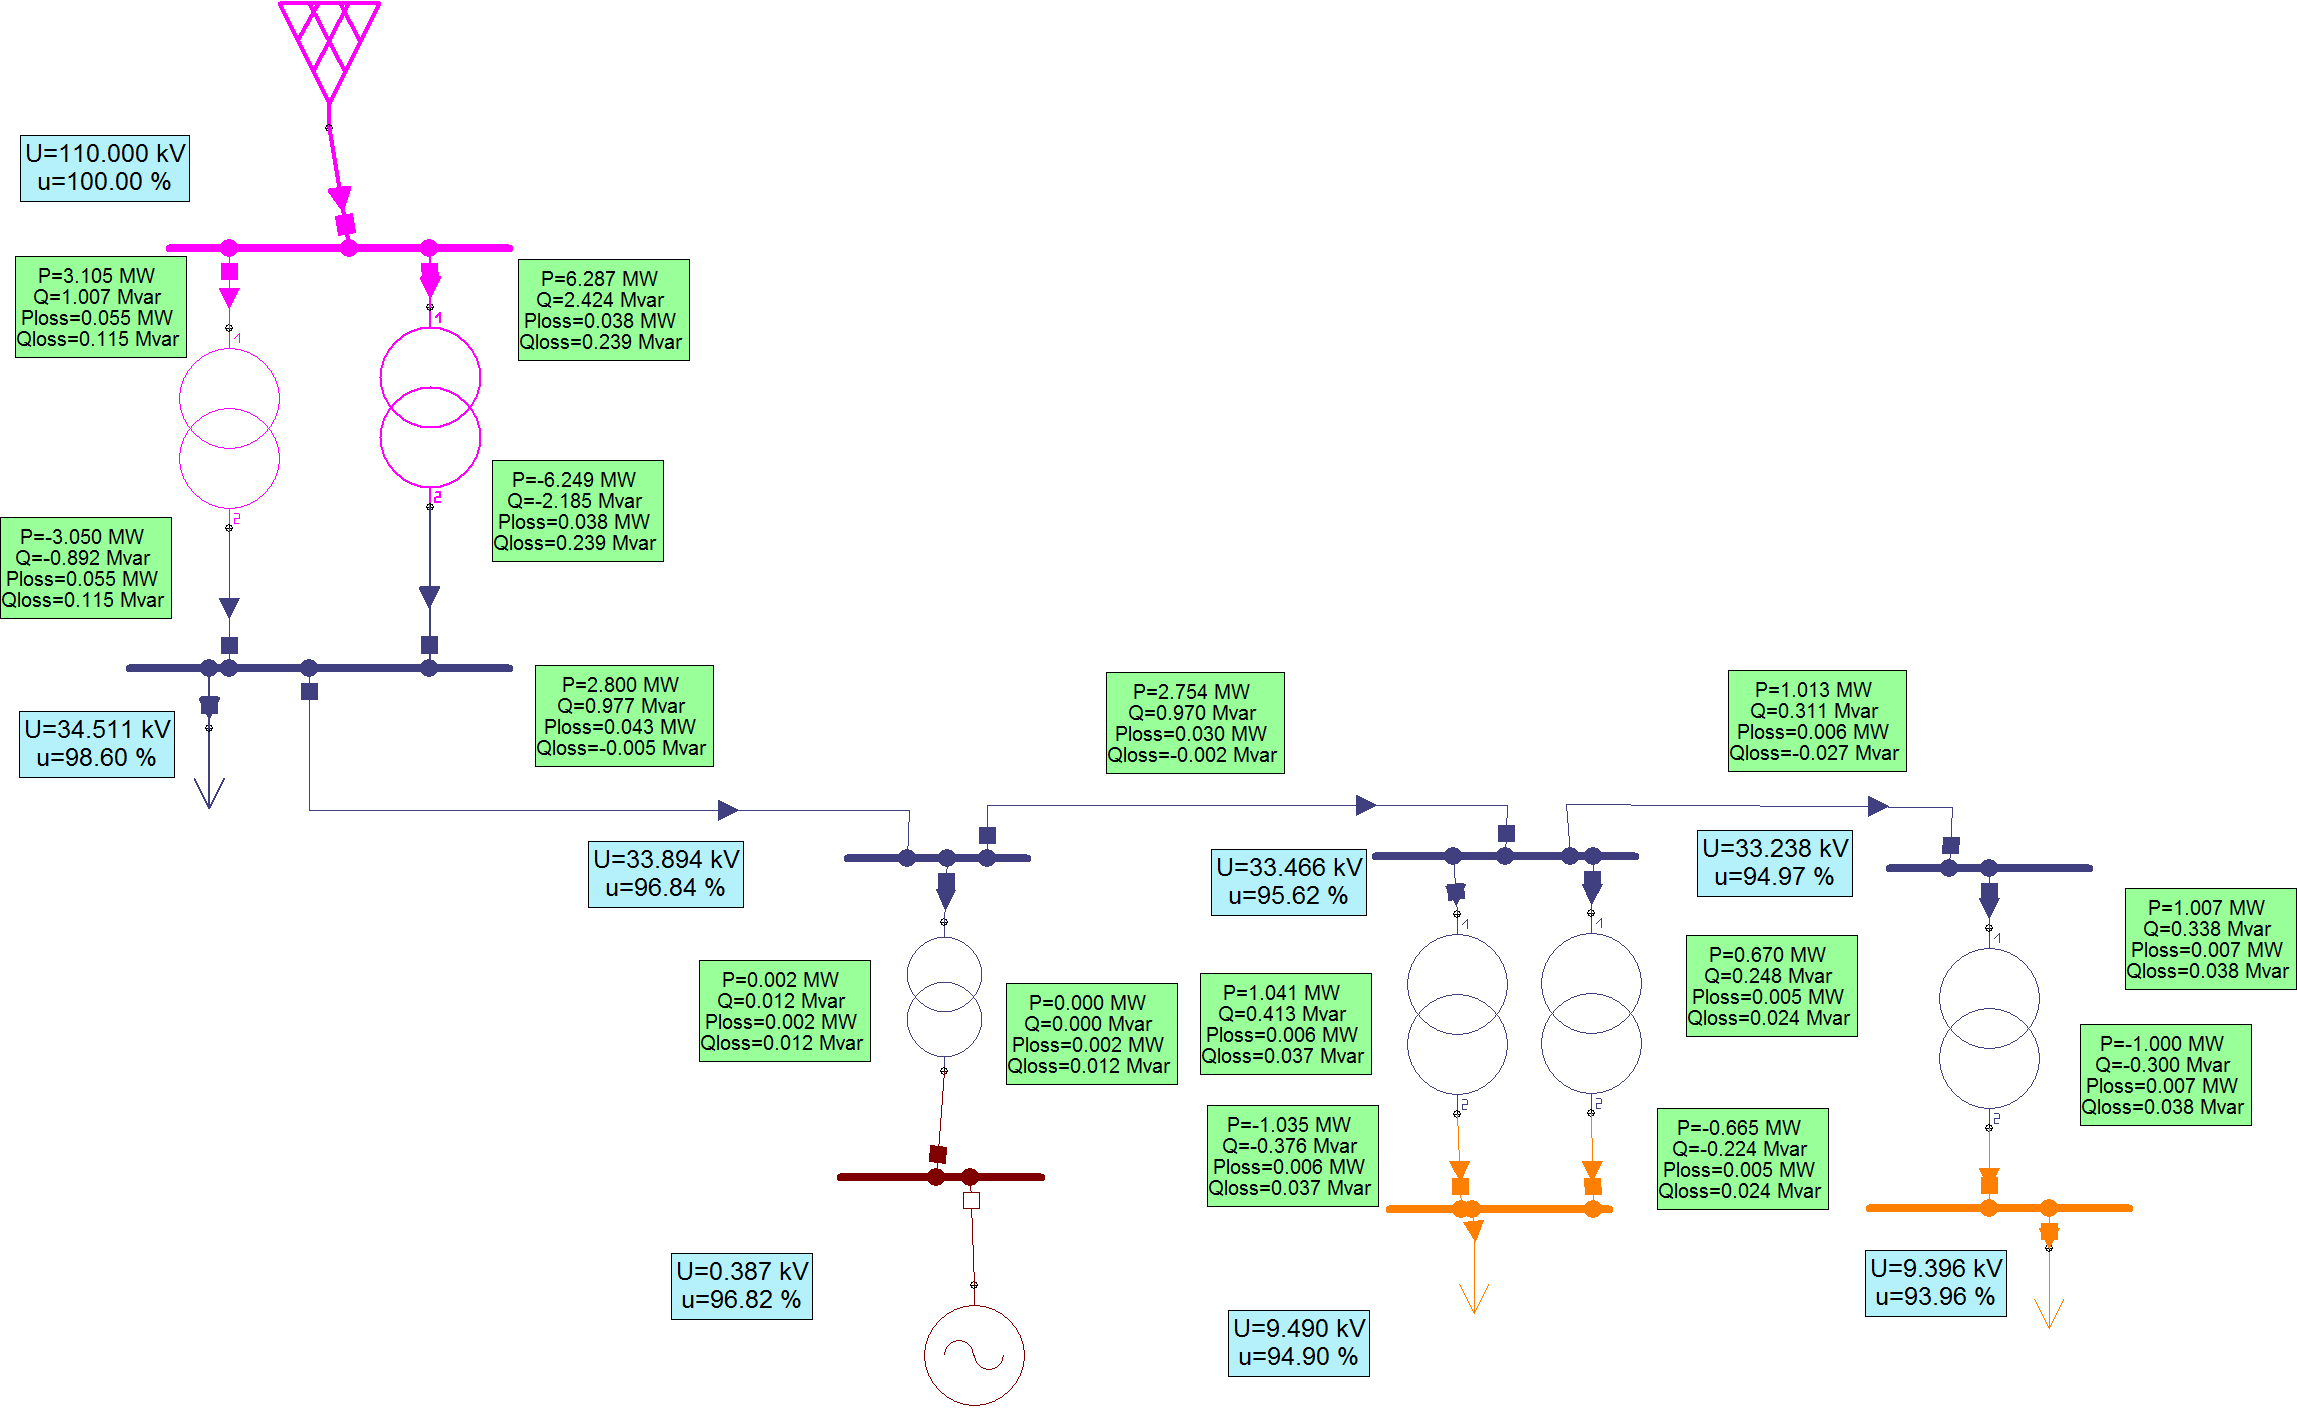 U=110.000 kV
u=100.00 %
P=3.105 MW
Q=1.007 Mvar
Ploss=0.055 MW
Qloss=0.115 Mvar
P=6.287 MW
Q=2.424 Mvar
Ploss=0.038 MW
Qloss=0.239 Mvar
1
1
P=-6.249 MW
Q=-2.185 Mvar
Ploss=0.038 MW
Qloss=0.239 Mvar
2
2
P=-3.050 MW
Q=-0.892 Mvar
Ploss=0.055 MW
Qloss=0.115 Mvar
U=34.511 kV
u=98.60 %
P=2.800 MW
Q=0.977 Mvar
Ploss=0.043 MW
Qloss=-0.005 Mvar
P=2.754 MW
Q=0.970 Mvar
Ploss=0.030 MW
Qloss=-0.002 Mvar
P=1.013 MW
Q=0.311 Mvar
Ploss=0.006 MW
Qloss=-0.027 Mvar
U=33.894 kV
u=96.84 %
U=33.466 kV
u=95.62 %
U=33.238 kV
u=94.97 %
P=1.007 MW
Q=0.338 Mvar
Ploss=0.007 MW
Qloss=0.038 Mvar
1
1
1
P=0.002 MW
Q=0.012 Mvar
Ploss=0.002 MW
Qloss=0.012 Mvar
P=0.000 MW
Q=0.000 Mvar
Ploss=0.002 MW
Qloss=0.012 Mvar
P=1.041 MW
Q=0.413 Mvar
Ploss=0.006 MW
Qloss=0.037 Mvar
P=0.670 MW
Q=0.248 Mvar
Ploss=0.005 MW
Qloss=0.024 Mvar
P=-1.000 MW
Q=-0.300 Mvar
Ploss=0.007 MW
Qloss=0.038 Mvar
2
2
2
P=-1.035 MW
Q=-0.376 Mvar
Ploss=0.006 MW
Qloss=0.037 Mvar
P=-0.665 MW
Q=-0.224 Mvar
Ploss=0.005 MW
Qloss=0.024 Mvar
U=0.387 kV
u=96.82 %
U=9.490 kV
u=94.90 %
U=9.396 kV
u=93.96 %